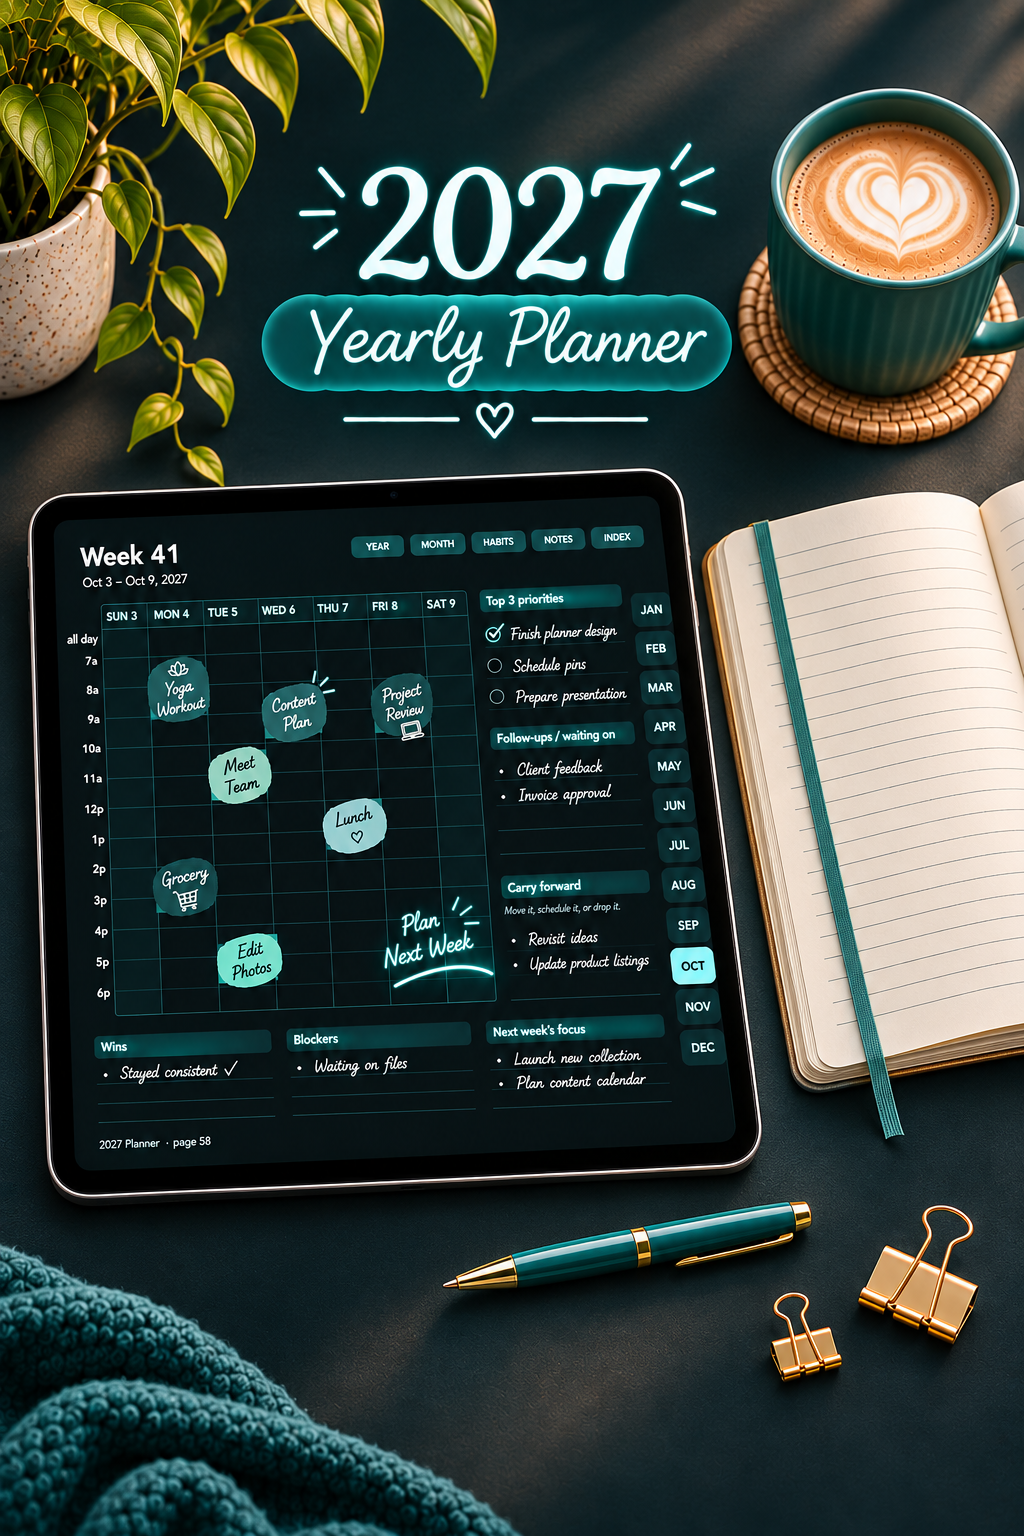 2027
Yearly Planner
Week 41
Oct 3 – Oct 9, 2027
YEAR
MONTH
HABITS
NOTES
INDEX
SUN 3
MON 4
TUE 5
WED 6
THU 7
FRI 8
SAT 9
all day
7a
8a
9a
10a
11a
12p
1p
2p
3p
4p
5p
6p
Yoga
Workout
Content
Plan
Project
Review
Meet
Team
Lunch
Grocery
Edit
Photos
Plan
Next Week
Top 3 priorities
Finish planner design
Schedule pins
Prepare presentation
Follow-ups / waiting on
• Client feedback
• Invoice approval
Carry forward
Move it, schedule it, or drop it.
• Revisit ideas
• Update product listings
JAN
FEB
MAR
APR
MAY
JUN
JUL
AUG
SEP
OCT
NOV
DEC
Wins
• Stayed consistent ✓
Blockers
• Waiting on files
Next week's focus
• Launch new collection
• Plan content calendar
2027 Planner · page 58